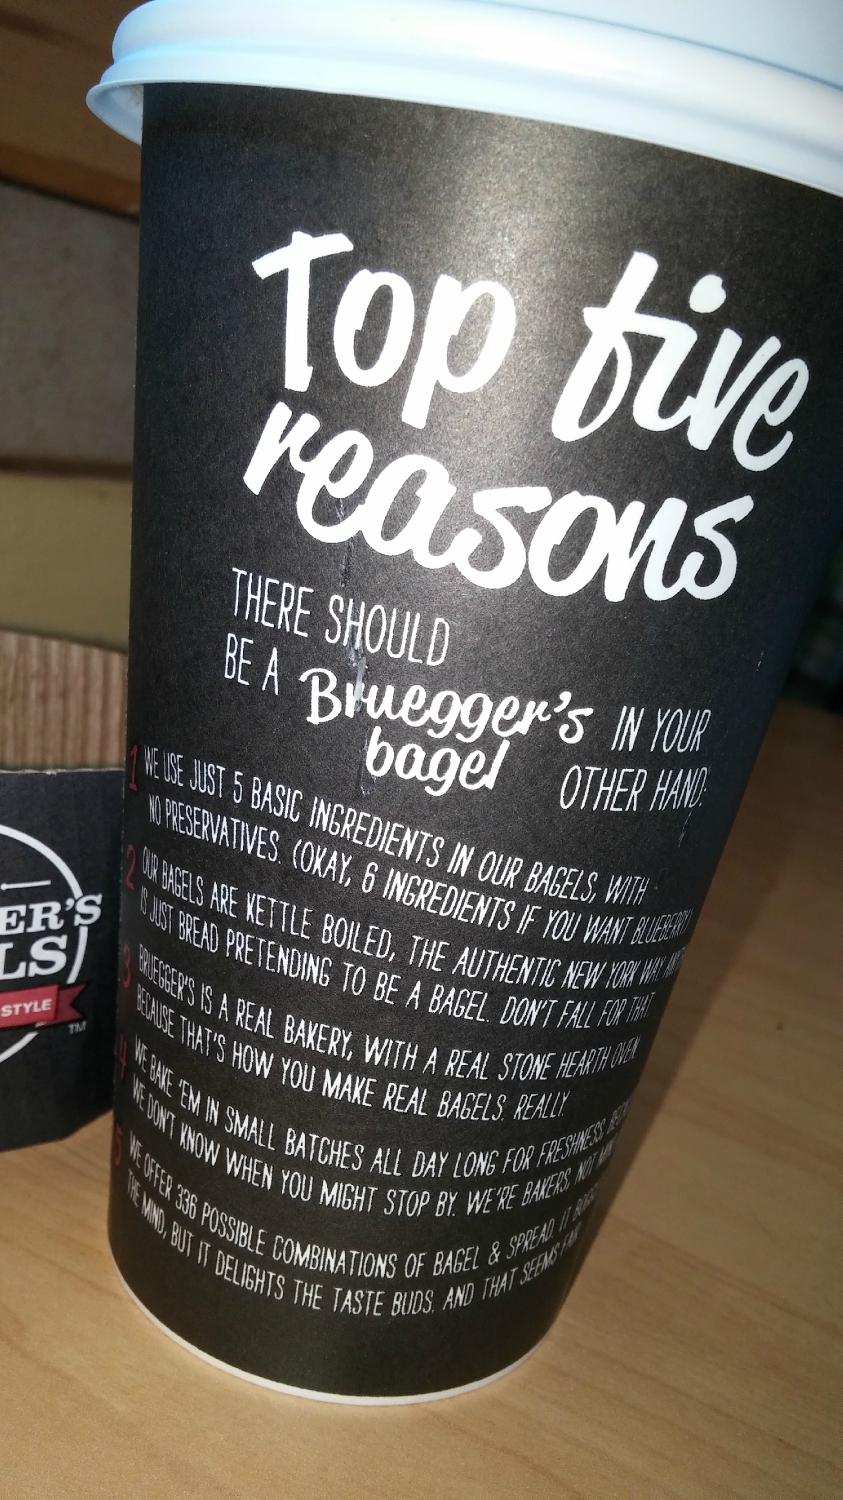 Top five
reasons
THERE SHOULD
BE A Bruegger's IN YOUR
bagel OTHER HAND:
1 WE USE JUST 5 BASIC INGREDIENTS IN OUR BAGELS, WITH
NO PRESERVATIVES. (OKAY, 6 INGREDIENTS IF YOU WANT BLUEBERRY
2 OUR BAGELS ARE KETTLE BOILED, THE AUTHENTIC NEW YORK WAY.
IS JUST BREAD PRETENDING TO BE A BAGEL. DON'T FALL FOR THAT.
3 BRUEGGER'S IS A REAL BAKERY, WITH A REAL STONE HEARTH OVEN.
BECAUSE THAT'S HOW YOU MAKE REAL BAGELS. REALLY.
4 WE BAKE 'EM IN SMALL BATCHES ALL DAY LONG FOR FRESHNESS.
WE DON'T KNOW WHEN YOU MIGHT STOP BY. WE'RE BAKERS, NOT
5 WE OFFER 336 POSSIBLE COMBINATIONS OF BAGEL & SPREAD. IT
THE MIND, BUT IT DELIGHTS THE TASTE BUDS. AND THAT SEEMS FAIR.
ER'S
LS
STYLE
TM